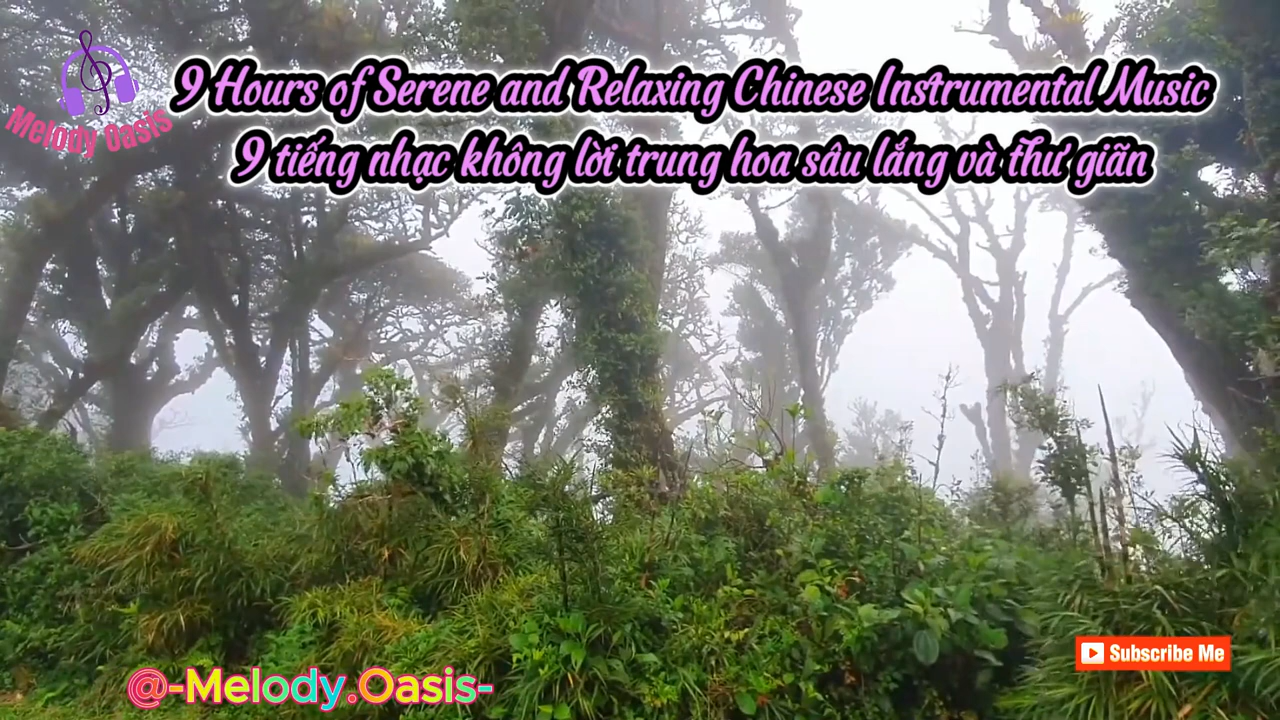 Melody Oasis
9 Hours of Serene and Relaxing Chinese Instrumental Music
9 tiếng nhạc không lời trung hoa sâu lắng và thư giãn
Subscribe Me
@-Melody.Oasis-